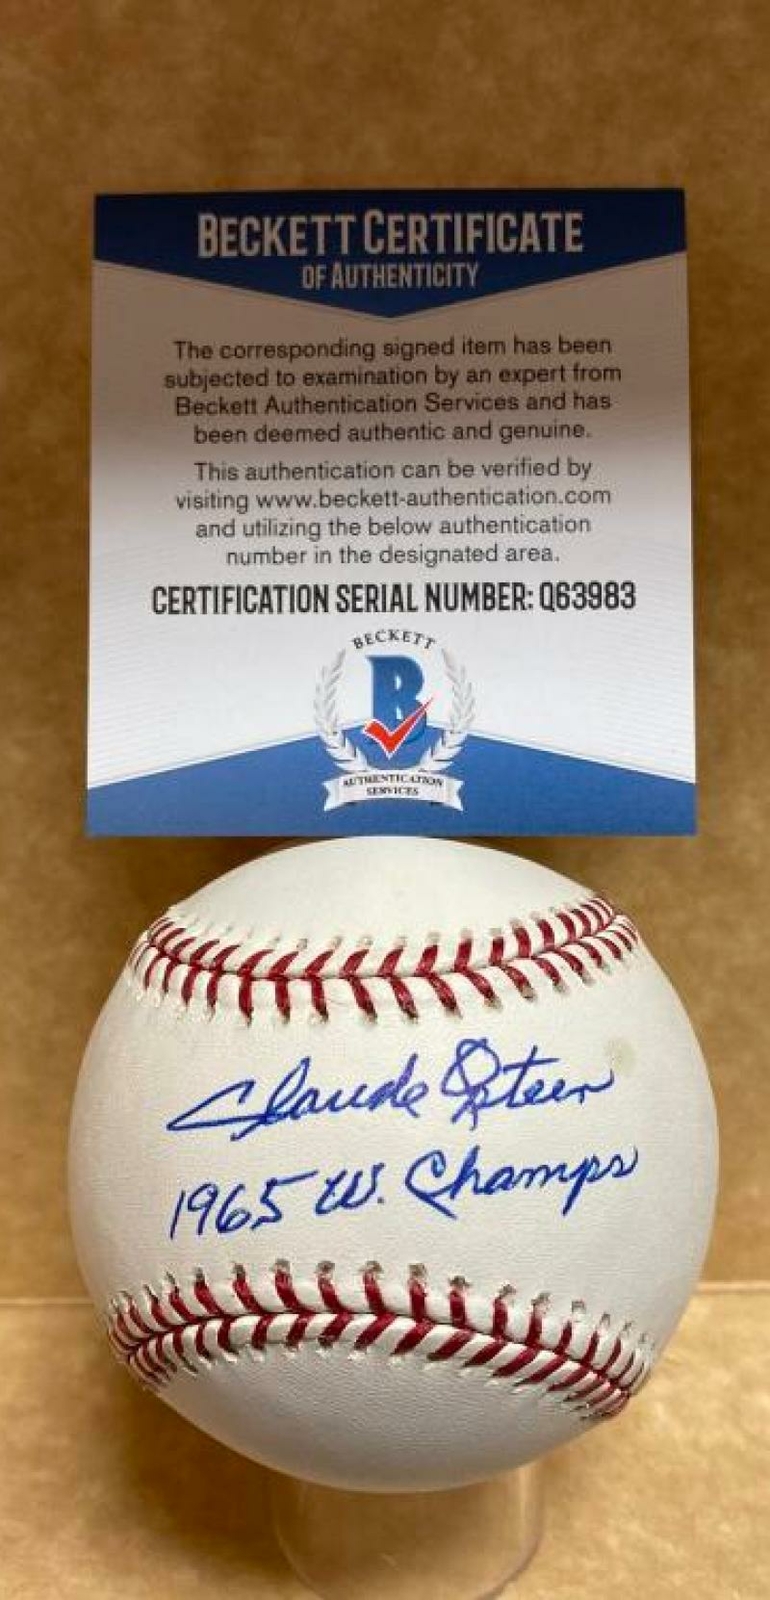 BECKETT CERTIFICATE
OF AUTHENTICITY
The corresponding signed item has been
subjected to examination by an expert from
Beckett Authentication Services and has
been deemed authentic and genuine.
This authentication can be verified by
visiting www.beckett-authentication.com
and utilizing the below authentication
number in the designated area.
CERTIFICATION SERIAL NUMBER: Q63983
BECKETT
B
AUTHENTICATION
SERVICES
Claude Osteen
1965 W. Champs